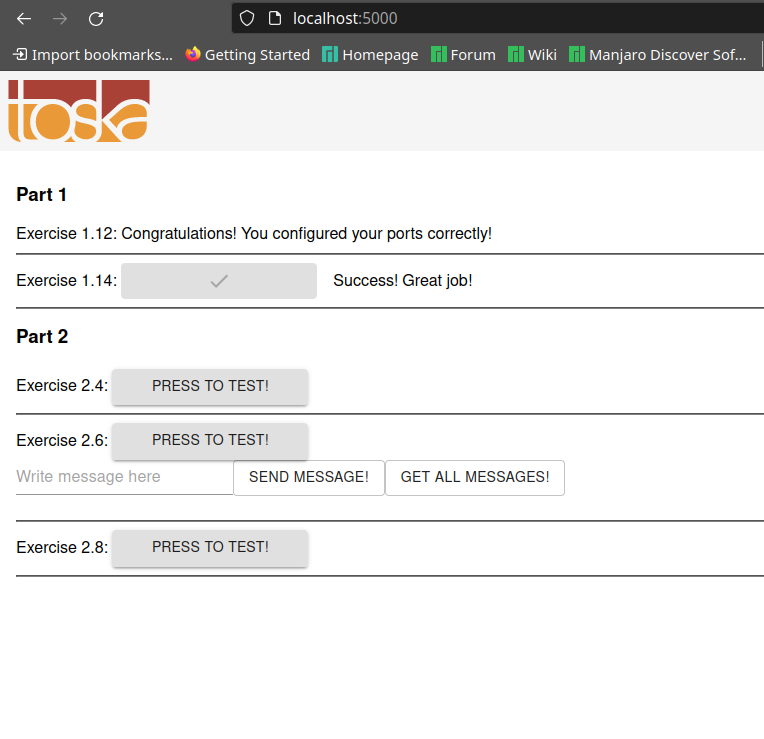 localhost:5000
Import bookmarks... Getting Started Homepage Forum Wiki Manjaro Discover Sof...
toska
Part 1
Exercise 1.12: Congratulations! You configured your ports correctly!
Exercise 1.14: Success! Great job!
Part 2
Exercise 2.4: PRESS TO TEST!
Exercise 2.6: PRESS TO TEST!
Write message here SEND MESSAGE! GET ALL MESSAGES!
Exercise 2.8: PRESS TO TEST!